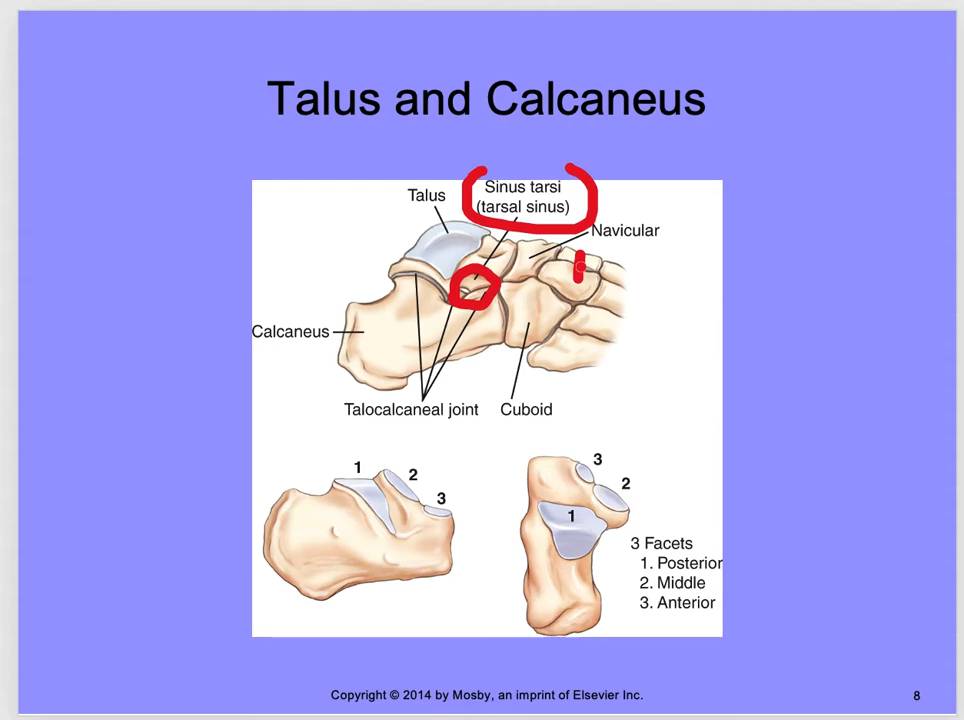 Talus and Calcaneus
Sinus tarsi
(tarsal sinus)
Talus
Navicular
Calcaneus
Talocalcaneal joint
Cuboid
1
2
3
3
2
1
3 Facets
1. Posterior
2. Middle
3. Anterior
Copyright © 2014 by Mosby, an imprint of Elsevier Inc.
8